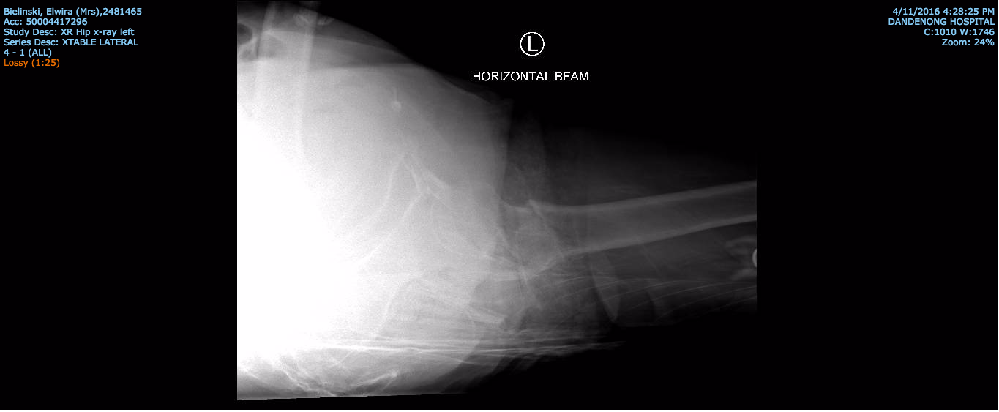 Bielinski, Elwira (Mrs),2481465
Acc: 50004417296
Study Desc: XR Hip x-ray left
Series Desc: XTABLE LATERAL
4 - 1 (ALL)
Lossy (1:25)
4/11/2016 4:28:25 PM
DANDENONG HOSPITAL
C:1010 W:1746
Zoom: 24%
L
HORIZONTAL BEAM